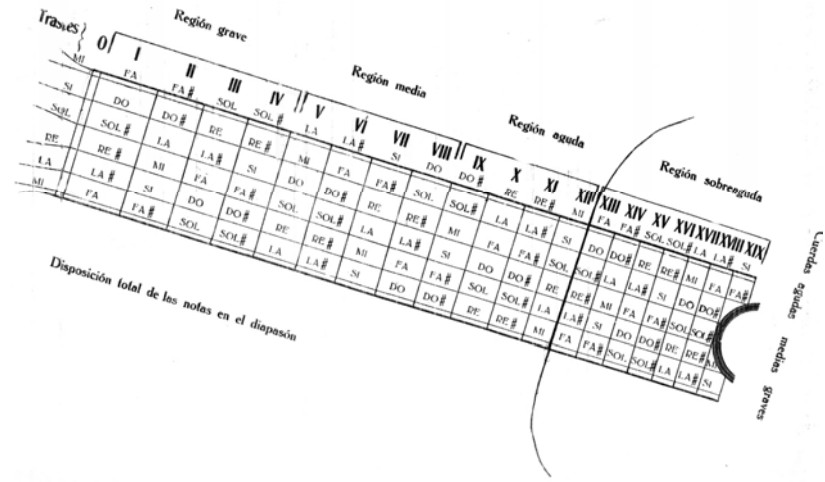 Trastes
Región grave
Región media
Región aguda
Región sobreaguda
0 I II III IV V VI VII VIII IX X XI XII XIII XIV XV XVI XVII XVIII XIX
MI FA FA# SOL SOL# LA LA# SI DO DO# RE RE# MI FA FA# SOL SOL# LA LA# SI
SI DO DO# RE RE# MI FA FA# SOL SOL# LA LA# SI DO DO# RE RE# MI FA FA#
SOL SOL# LA LA# SI DO DO# RE RE# MI FA FA# SOL SOL# LA LA# SI DO DO#
RE RE# MI FA FA# SOL SOL# LA LA# SI DO DO# RE RE# MI FA FA# SOL SOL#
LA LA# SI DO DO# RE RE# MI FA FA# SOL SOL# LA LA# SI DO DO# RE RE# MI
MI FA FA# SOL SOL# LA LA# SI DO DO# RE RE# MI FA FA# SOL SOL# LA LA# SI
Cuerdas agudas medias graves
Disposición total de las notas en el diapasón